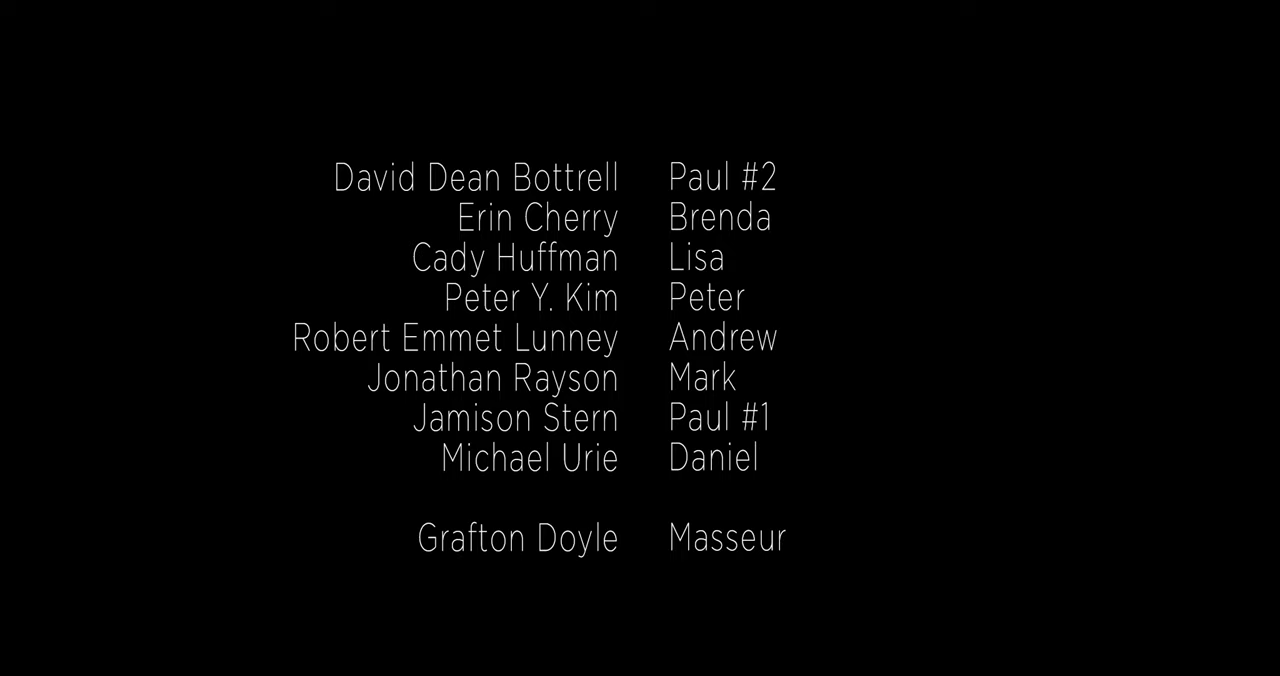 David Dean Bottrell Paul #2
Erin Cherry Brenda
Cady Huffman Lisa
Peter Y. Kim Peter
Robert Emmet Lunney Andrew
Jonathan Rayson Mark
Jamison Stern Paul #1
Michael Urie Daniel
Grafton Doyle Masseur